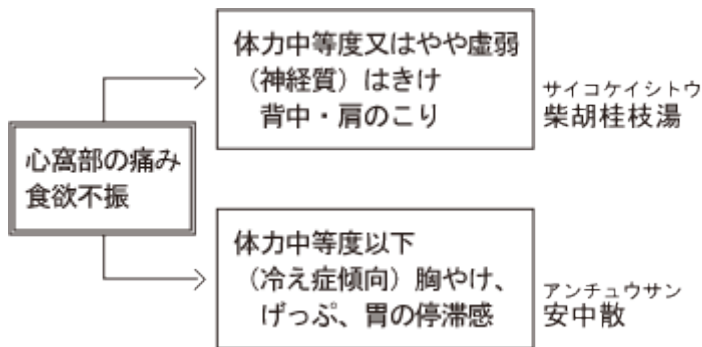 心窩部の痛み
食欲不振
体力中等度又はやや虚弱
（神経質）はきけ
背中・肩のこり
サイコケイシトウ
柴胡桂枝湯
体力中等度以下
（冷え症傾向）胸やけ、
げっぷ、胃の停滞感
アンチュウサン
安中散